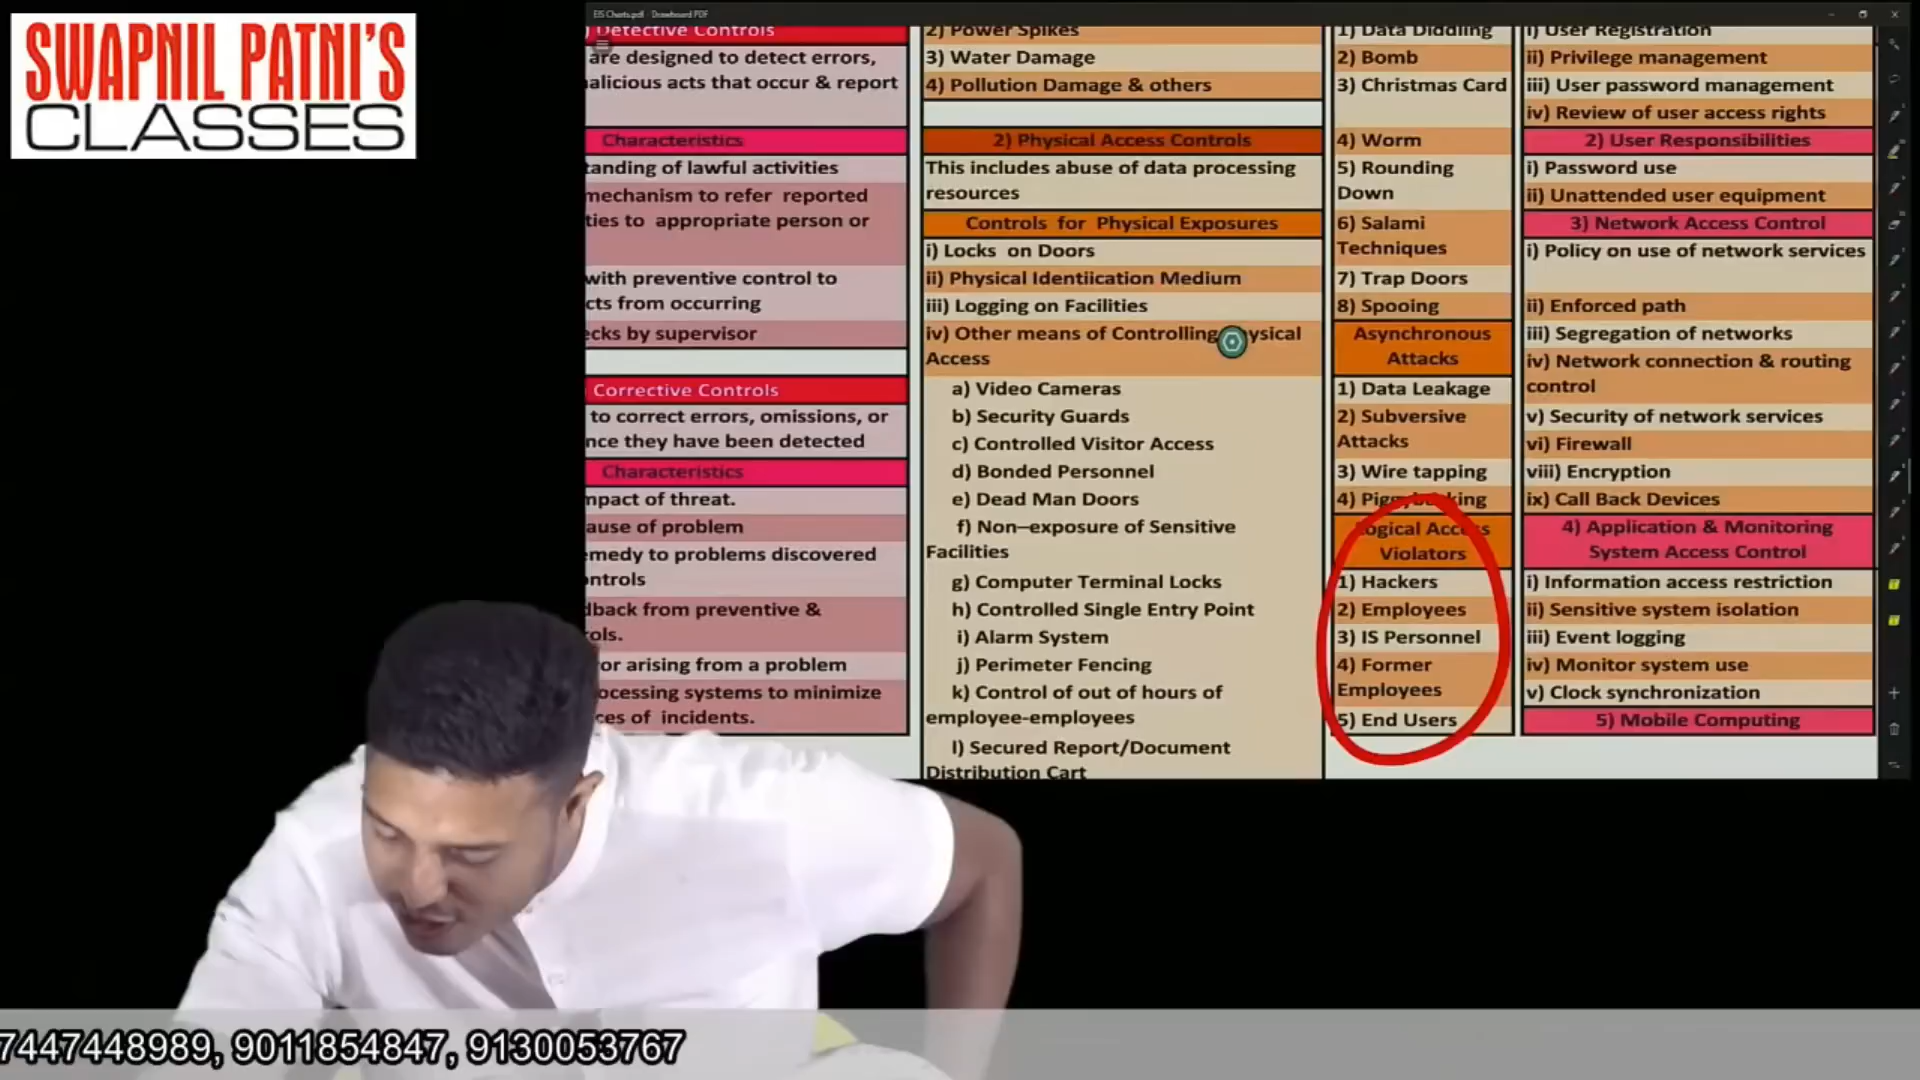 SWAPNIL PATNI'S
CLASSES
EIS Charts.pdf - Drawboard PDF
) Detective Controls
are designed to detect errors,
alicious acts that occur & report
Characteristics
tanding of lawful activities
mechanism to refer reported
ties to appropriate person or
with preventive control to
cts from occurring
ecks by supervisor
Corrective Controls
to correct errors, omissions, or
nce they have been detected
Characteristics
mpact of threat.
ause of problem
emedy to problems discovered
ontrols
dback from preventive &
ols.
or arising from a problem
ocessing systems to minimize
ces of incidents.
2) Power Spikes
3) Water Damage
4) Pollution Damage & others
2) Physical Access Controls
This includes abuse of data processing
resources
Controls for Physical Exposures
i) Locks on Doors
ii) Physical Identiication Medium
iii) Logging on Facilities
iv) Other means of Controlling Physical
Access
a) Video Cameras
b) Security Guards
c) Controlled Visitor Access
d) Bonded Personnel
e) Dead Man Doors
f) Non–exposure of Sensitive
Facilities
g) Computer Terminal Locks
h) Controlled Single Entry Point
i) Alarm System
j) Perimeter Fencing
k) Control of out of hours of
employee-employees
l) Secured Report/Document
Distribution Cart
1) Data Diddling
2) Bomb
3) Christmas Card
4) Worm
5) Rounding
Down
6) Salami
Techniques
7) Trap Doors
8) Spooing
Asynchronous
Attacks
1) Data Leakage
2) Subversive
Attacks
3) Wire tapping
4) Piggybacking
Logical Access
Violators
1) Hackers
2) Employees
3) IS Personnel
4) Former
Employees
5) End Users
i) User Registration
ii) Privilege management
iii) User password management
iv) Review of user access rights
2) User Responsibilities
i) Password use
ii) Unattended user equipment
3) Network Access Control
i) Policy on use of network services
ii) Enforced path
iii) Segregation of networks
iv) Network connection & routing
control
v) Security of network services
vi) Firewall
viii) Encryption
ix) Call Back Devices
4) Application & Monitoring
System Access Control
i) Information access restriction
ii) Sensitive system isolation
iii) Event logging
iv) Monitor system use
v) Clock synchronization
5) Mobile Computing
7447448989, 9011854847, 9130053767